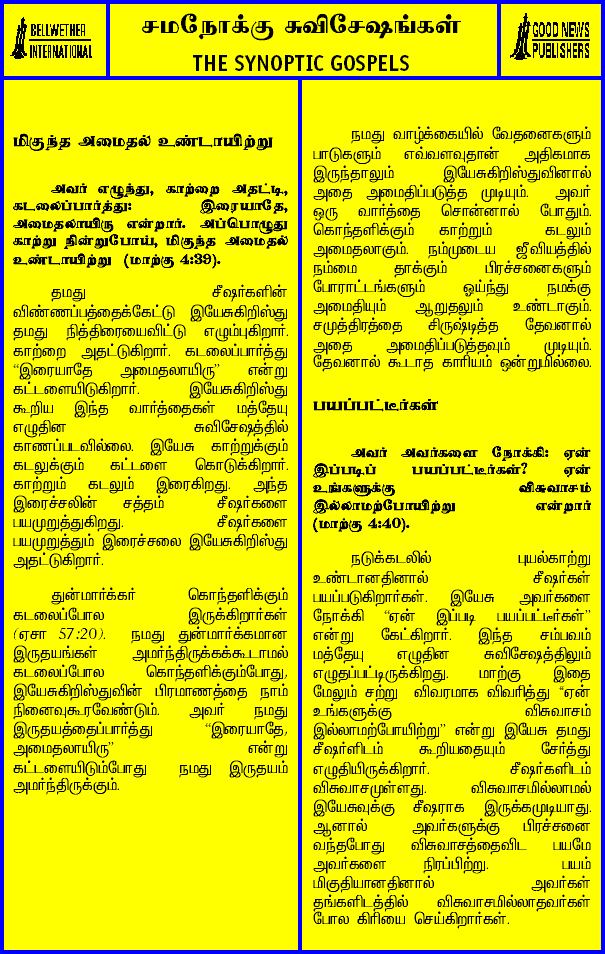 BELLWETHER
INTERNATIONAL
சமநோக்கு சுவிசேஷங்கள்
THE SYNOPTIC GOSPELS
GOOD NEWS
PUBLISHERS
மிகுந்த அமைதல் உண்டாயிற்று
அவர் எழுந்து, காற்றை அதட்டி,
கடலைப்பார்த்து: இரையாதே,
அமைதலாயிரு என்றார். அப்பொழுது
காற்று நின்றுபோய், மிகுந்த அமைதல்
உண்டாயிற்று (மாற்கு 4:39).
தமது சீஷர்களின்
விண்ணப்பத்தைக்கேட்டு இயேசுகிறிஸ்து
தமது நித்திரையைவிட்டு எழும்புகிறார்.
காற்றை அதட்டுகிறார். கடலைப்பார்த்து
“இரையாதே அமைதலாயிரு” என்று
கட்டளையிடுகிறார். இயேசுகிறிஸ்து
கூறிய இந்த வார்த்தைகள் மத்தேயு
எழுதின சுவிசேஷத்தில்
காணப்படவில்லை. இயேசு காற்றுக்கும்
கடலுக்கும் கட்டளை கொடுக்கிறார்.
காற்றும் கடலும் இரைகிறது. அந்த
இரைச்சலின் சத்தம் சீஷர்களை
பயமுறுத்துகிறது. சீஷர்களை
பயமுறுத்தும் இரைச்சலை இயேசுகிறிஸ்து
அதட்டுகிறார்.
துன்மார்க்கர் கொந்தளிக்கும்
கடலைப்போல இருக்கிறார்கள்
(ஏசா 57:20). நமது துன்மார்க்கமான
இருதயங்கள் அமர்ந்திருக்கக்கூடாமல்
கடலைப்போல கொந்தளிக்கும்போது,
இயேசுகிறிஸ்துவின் பிரமாணத்தை நாம்
நினைவுகூரவேண்டும். அவர் நமது
இருதயத்தைப்பார்த்து “இரையாதே,
அமைதலாயிரு” என்று
கட்டளையிடும்போது நமது இருதயம்
அமர்ந்திருக்கும்.
நமது வாழ்க்கையில் வேதனைகளும்
பாடுகளும் எவ்வளவுதான் அதிகமாக
இருந்தாலும் இயேசுகிறிஸ்துவினால்
அதை அமைதிப்படுத்த முடியும். அவர்
ஒரு வார்த்தை சொன்னால் போதும்.
கொந்தளிக்கும் காற்றும் கடலும்
அமைதலாகும். நம்முடைய ஜீவியத்தில்
நம்மை தாக்கும் பிரச்சனைகளும்
போராட்டங்களும் ஓய்ந்து நமக்கு
அமைதியும் ஆறுதலும் உண்டாகும்.
சமுத்திரத்தை சிருஷ்டித்த தேவனால்
அதை அமைதிப்படுத்தவும் முடியும்.
தேவனால் கூடாத காரியம் ஒன்றுமில்லை.
பயப்பட்டீர்கள்
அவர் அவர்களை நோக்கி: ஏன்
இப்படிப் பயப்பட்டீர்கள்? ஏன்
உங்களுக்கு விசுவாசம்
இல்லாமற்போயிற்று என்றார்
(மாற்கு 4:40).
நடுக்கடலில் புயல்காற்று
உண்டானதினால் சீஷர்கள்
பயப்படுகிறார்கள். இயேசு அவர்களை
நோக்கி “ஏன் இப்படி பயப்பட்டீர்கள்”
என்று கேட்கிறார். இந்த சம்பவம்
மத்தேயு எழுதின சுவிசேஷத்திலும்
எழுதப்பட்டிருக்கிறது. மாற்கு இதை
மேலும் சற்று விவரமாக விவரித்து “ஏன்
உங்களுக்கு விசுவாசம்
இல்லாமற்போயிற்று” என்று இயேசு தமது
சீஷர்களிடம் கூறியதையும் சேர்த்து
எழுதியிருக்கிறார். சீஷர்களிடம்
விசுவாசமுள்ளது. விசுவாசமில்லாமல்
இயேசுவுக்கு சீஷராக இருக்கமுடியாது.
ஆனால் அவர்களுக்கு பிரச்சனை
வந்தபோது விசுவாசத்தைவிட பயமே
அவர்களை நிரப்பிற்று. பயம்
மிகுதியானதினால் அவர்கள்
தங்களிடத்தில் விசுவாசமில்லாதவர்கள்
போல கிரியை செய்கிறார்கள்.